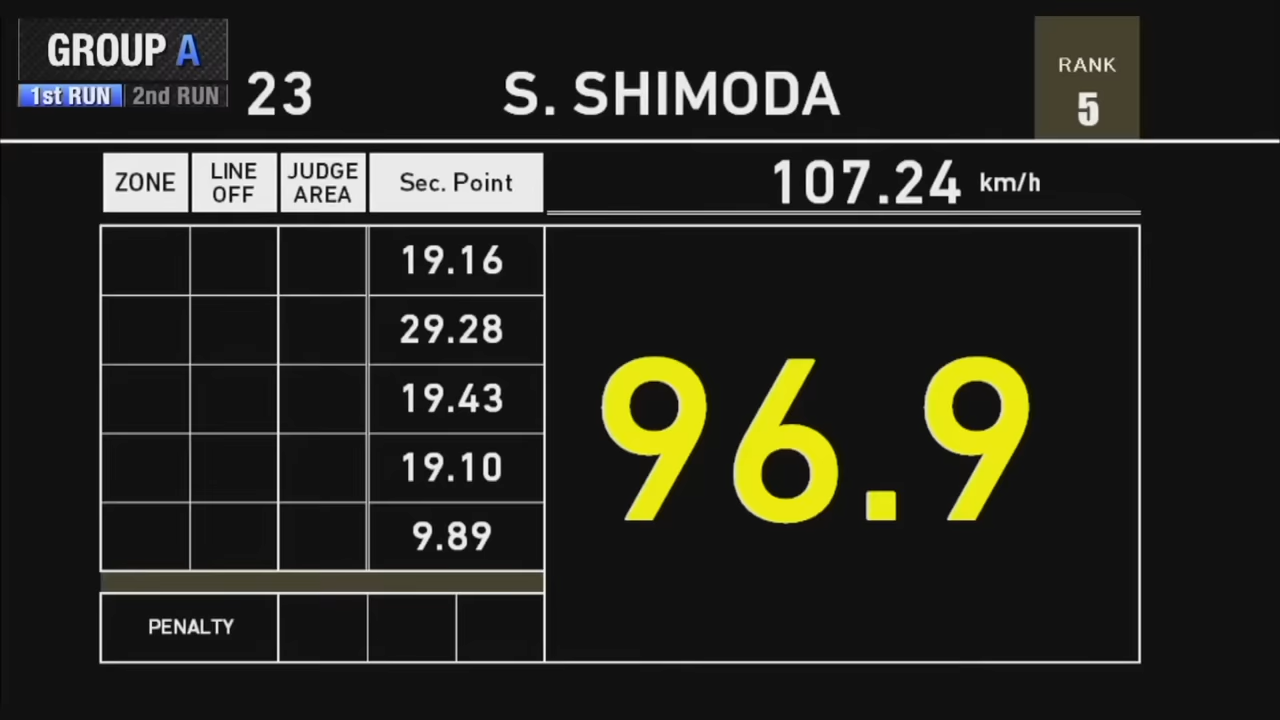 GROUP A
1st RUN 2nd RUN
23
S. SHIMODA
RANK
5
ZONE
LINE
OFF
JUDGE
AREA
Sec. Point
107.24 km/h
19.16
29.28
19.43
19.10
9.89
96.9
PENALTY